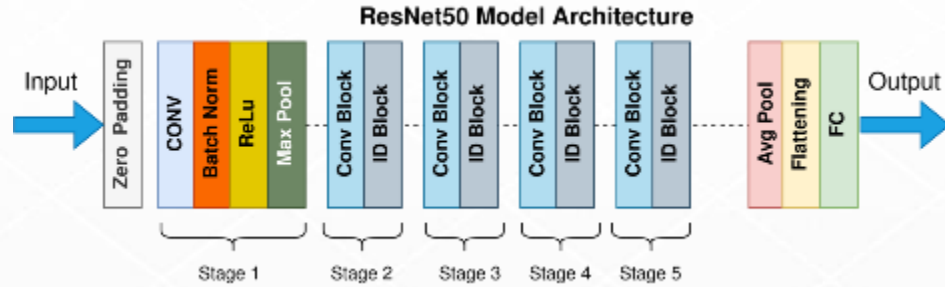 ResNet50 Model Architecture
Input
Zero Padding
CONV
Batch Norm
ReLu
Max Pool
Conv Block
ID Block
Conv Block
ID Block
Conv Block
ID Block
Conv Block
ID Block
Avg Pool
Flattening
FC
Output
Stage 1
Stage 2
Stage 3
Stage 4
Stage 5